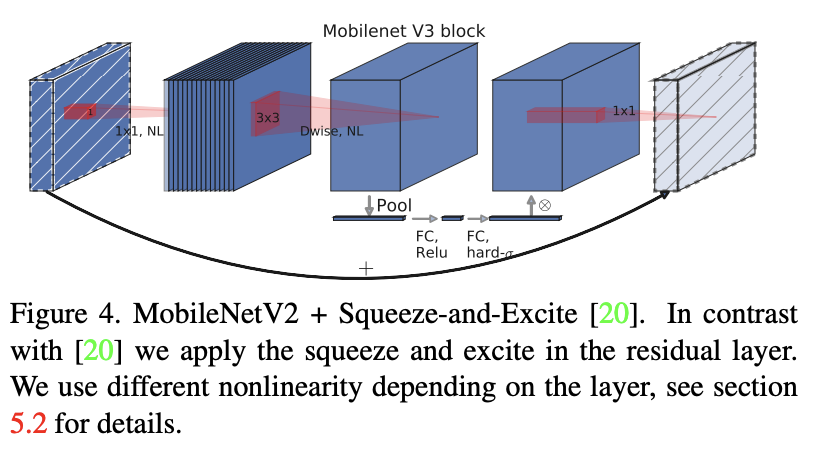 Mobilenet V3 block
1x1, NL
3x3
Dwise, NL
1x1
Pool
⊗
FC,
Relu
FC,
hard-σ
+
Figure 4. MobileNetV2 + Squeeze-and-Excite [20]. In contrast
with [20] we apply the squeeze and excite in the residual layer.
We use different nonlinearity depending on the layer, see section
5.2 for details.